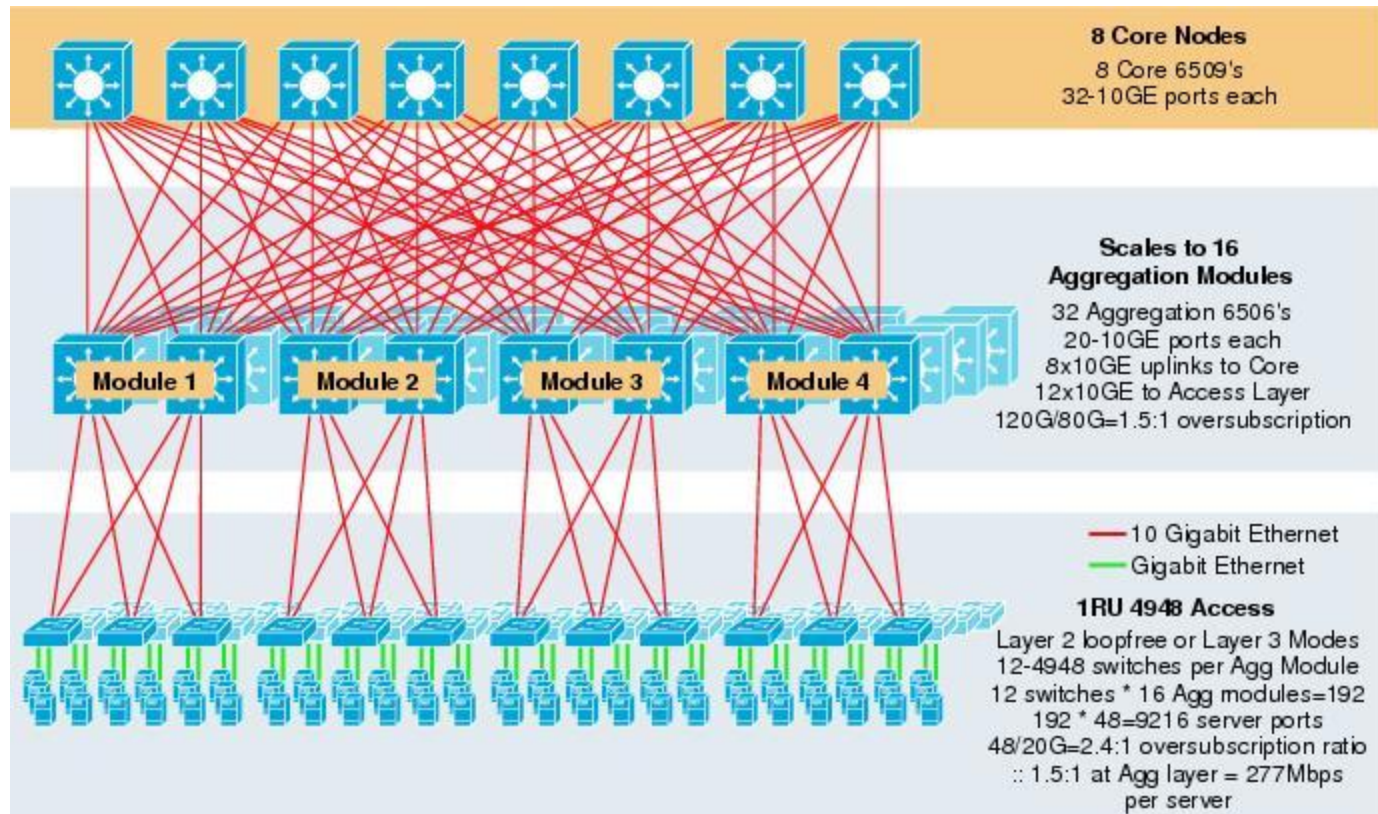 8 Core Nodes
8 Core 6509's
32-10GE ports each
Scales to 16
Aggregation Modules
32 Aggregation 6506's
20-10GE ports each
8x10GE uplinks to Core
12x10GE to Access Layer
120G/80G=1.5:1 oversubscription
Module 1
Module 2
Module 3
Module 4
10 Gigabit Ethernet
Gigabit Ethernet
1RU 4948 Access
Layer 2 loopfree or Layer 3 Modes
12-4948 switches per Agg Module
12 switches * 16 Agg modules=192
192 * 48=9216 server ports
48/20G=2.4:1 oversubscription ratio
:: 1.5:1 at Agg layer = 277Mbps
per server